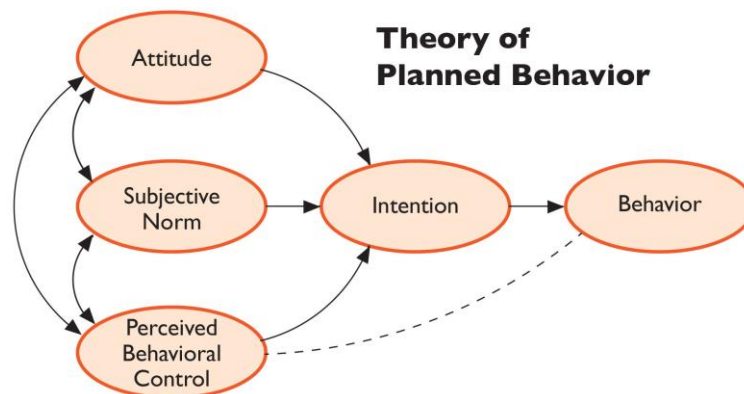 Theory of
Planned Behavior
Attitude
Subjective
Norm
Intention
Behavior
Perceived
Behavioral
Control